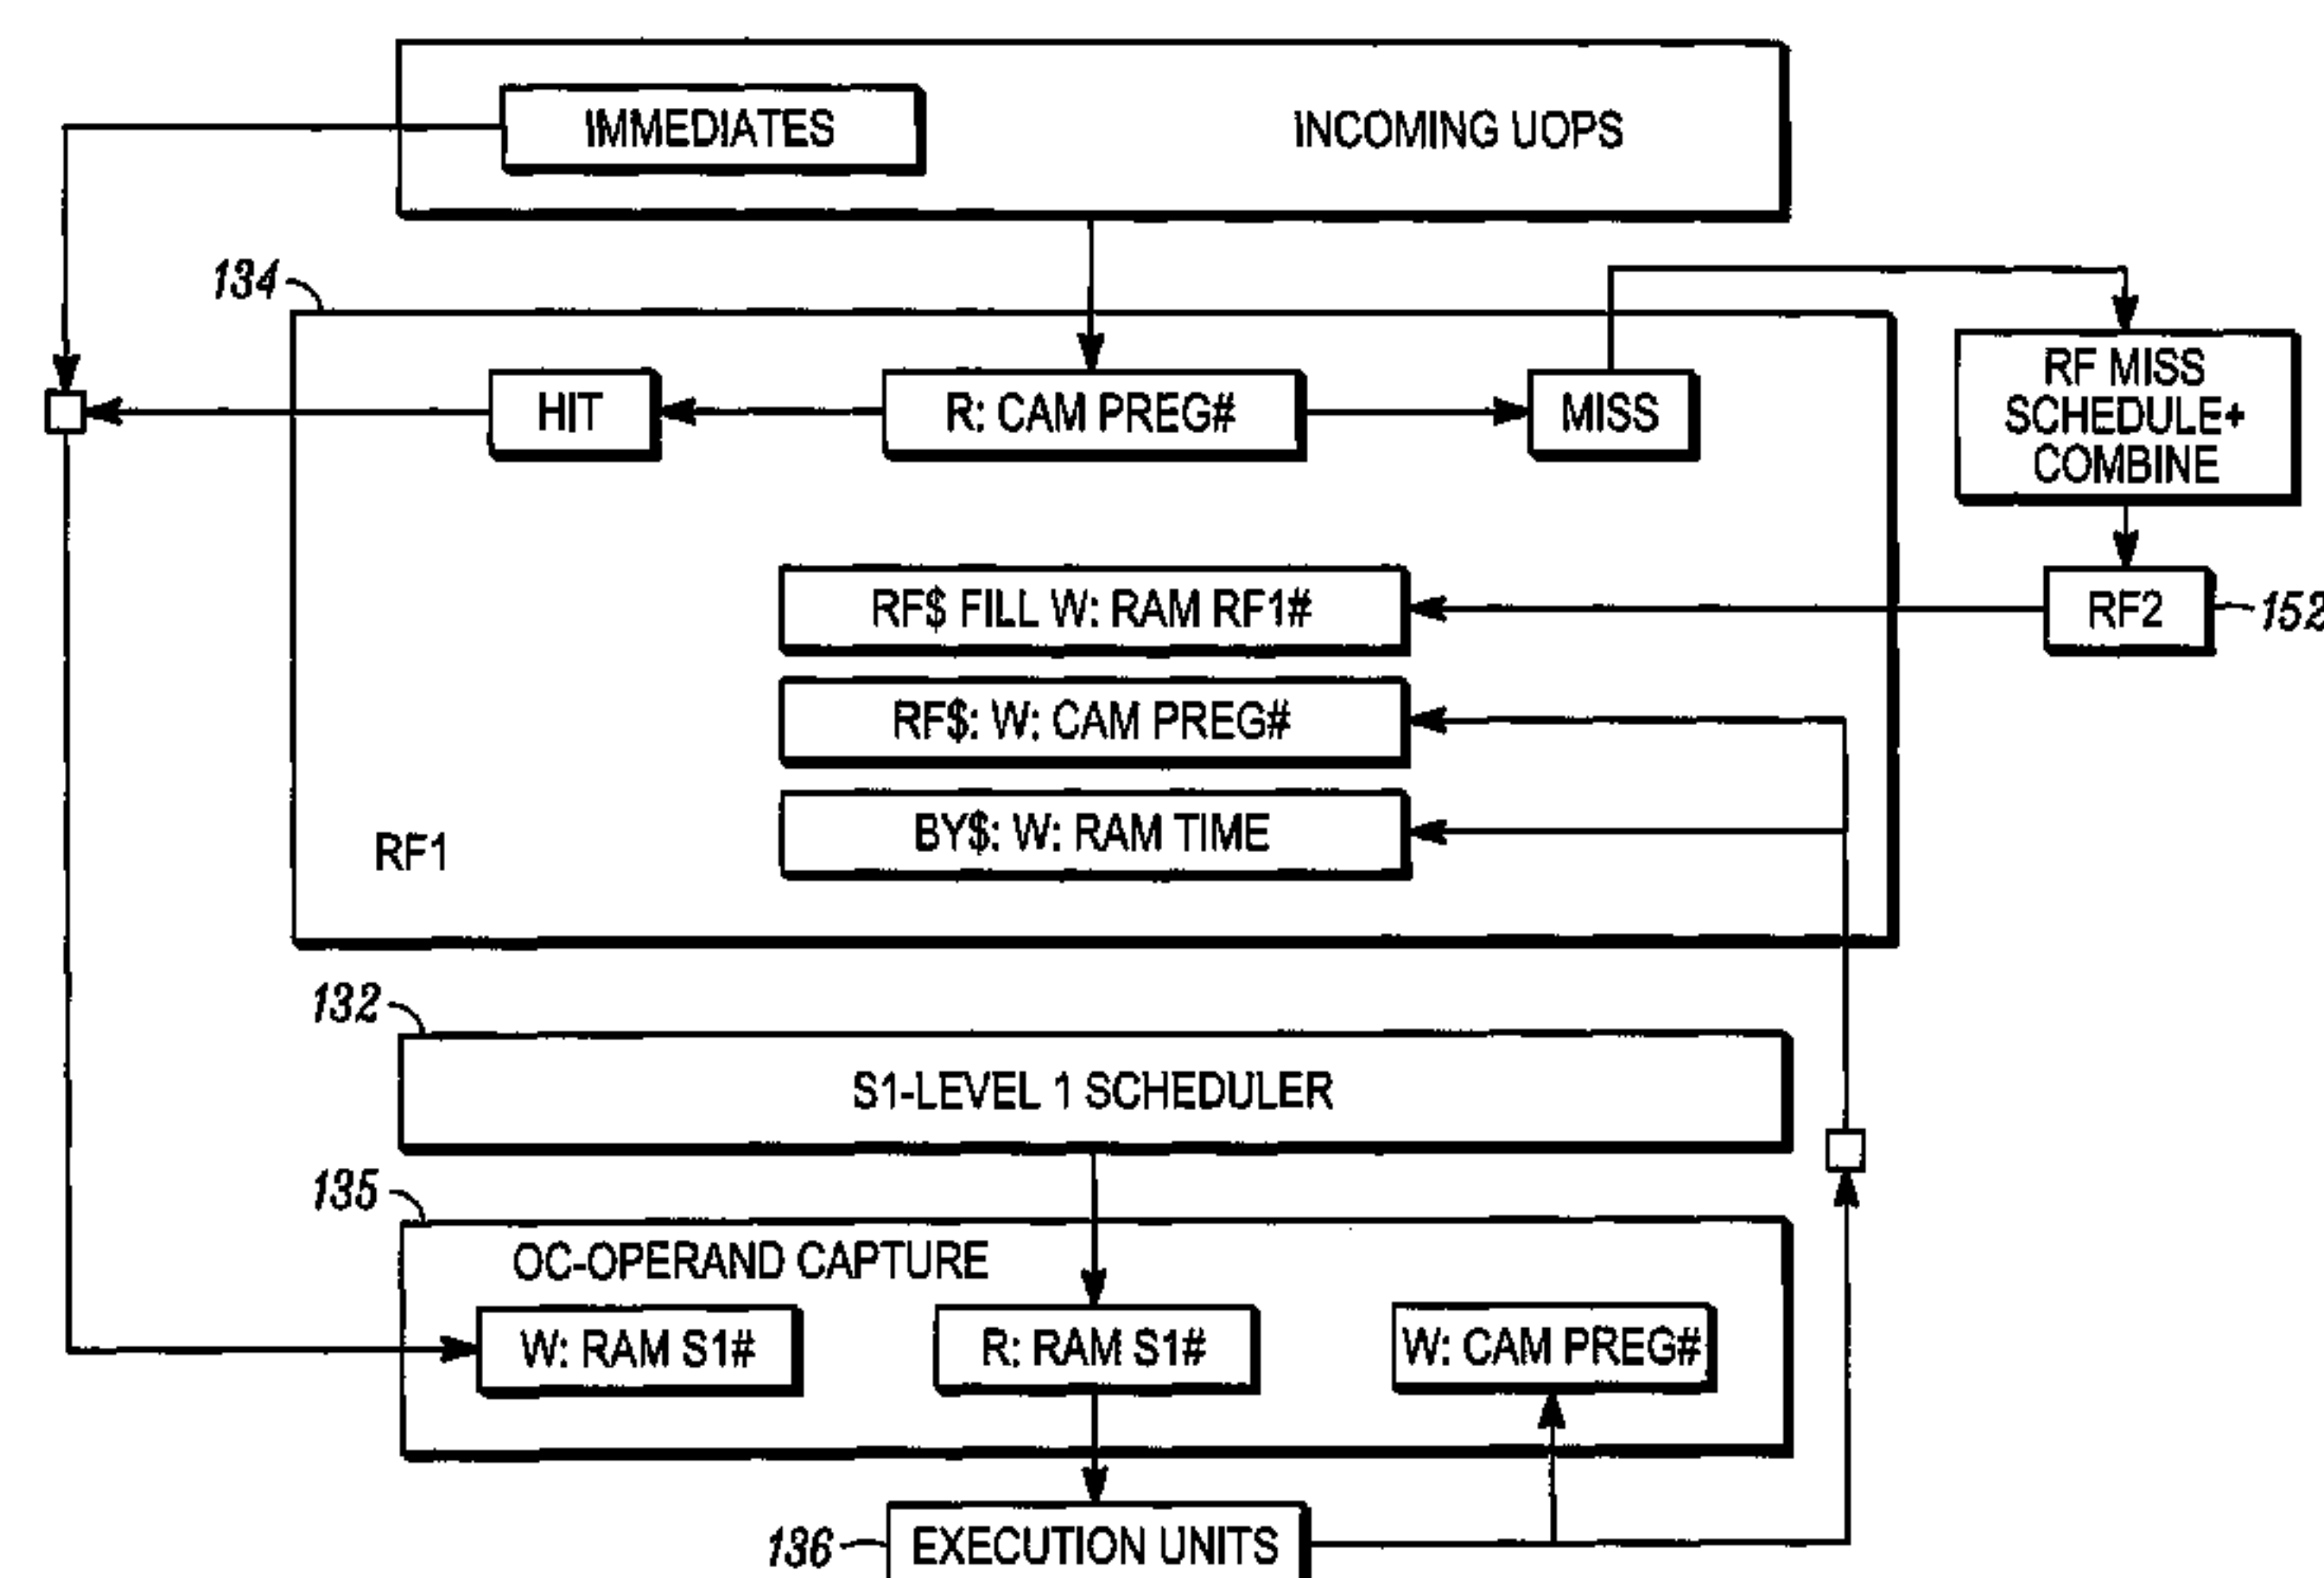 IMMEDIATES
INCOMING UOPS
134
HIT
R: CAM PREG#
MISS
RF MISS
SCHEDULE+
COMBINE
RF$ FILL W: RAM RF1#
RF2
152
RF$: W: CAM PREG#
BY$: W: RAM TIME
RF1
132
S1-LEVEL 1 SCHEDULER
135
OC-OPERAND CAPTURE
W: RAM S1#
R: RAM S1#
W: CAM PREG#
136
EXECUTION UNITS